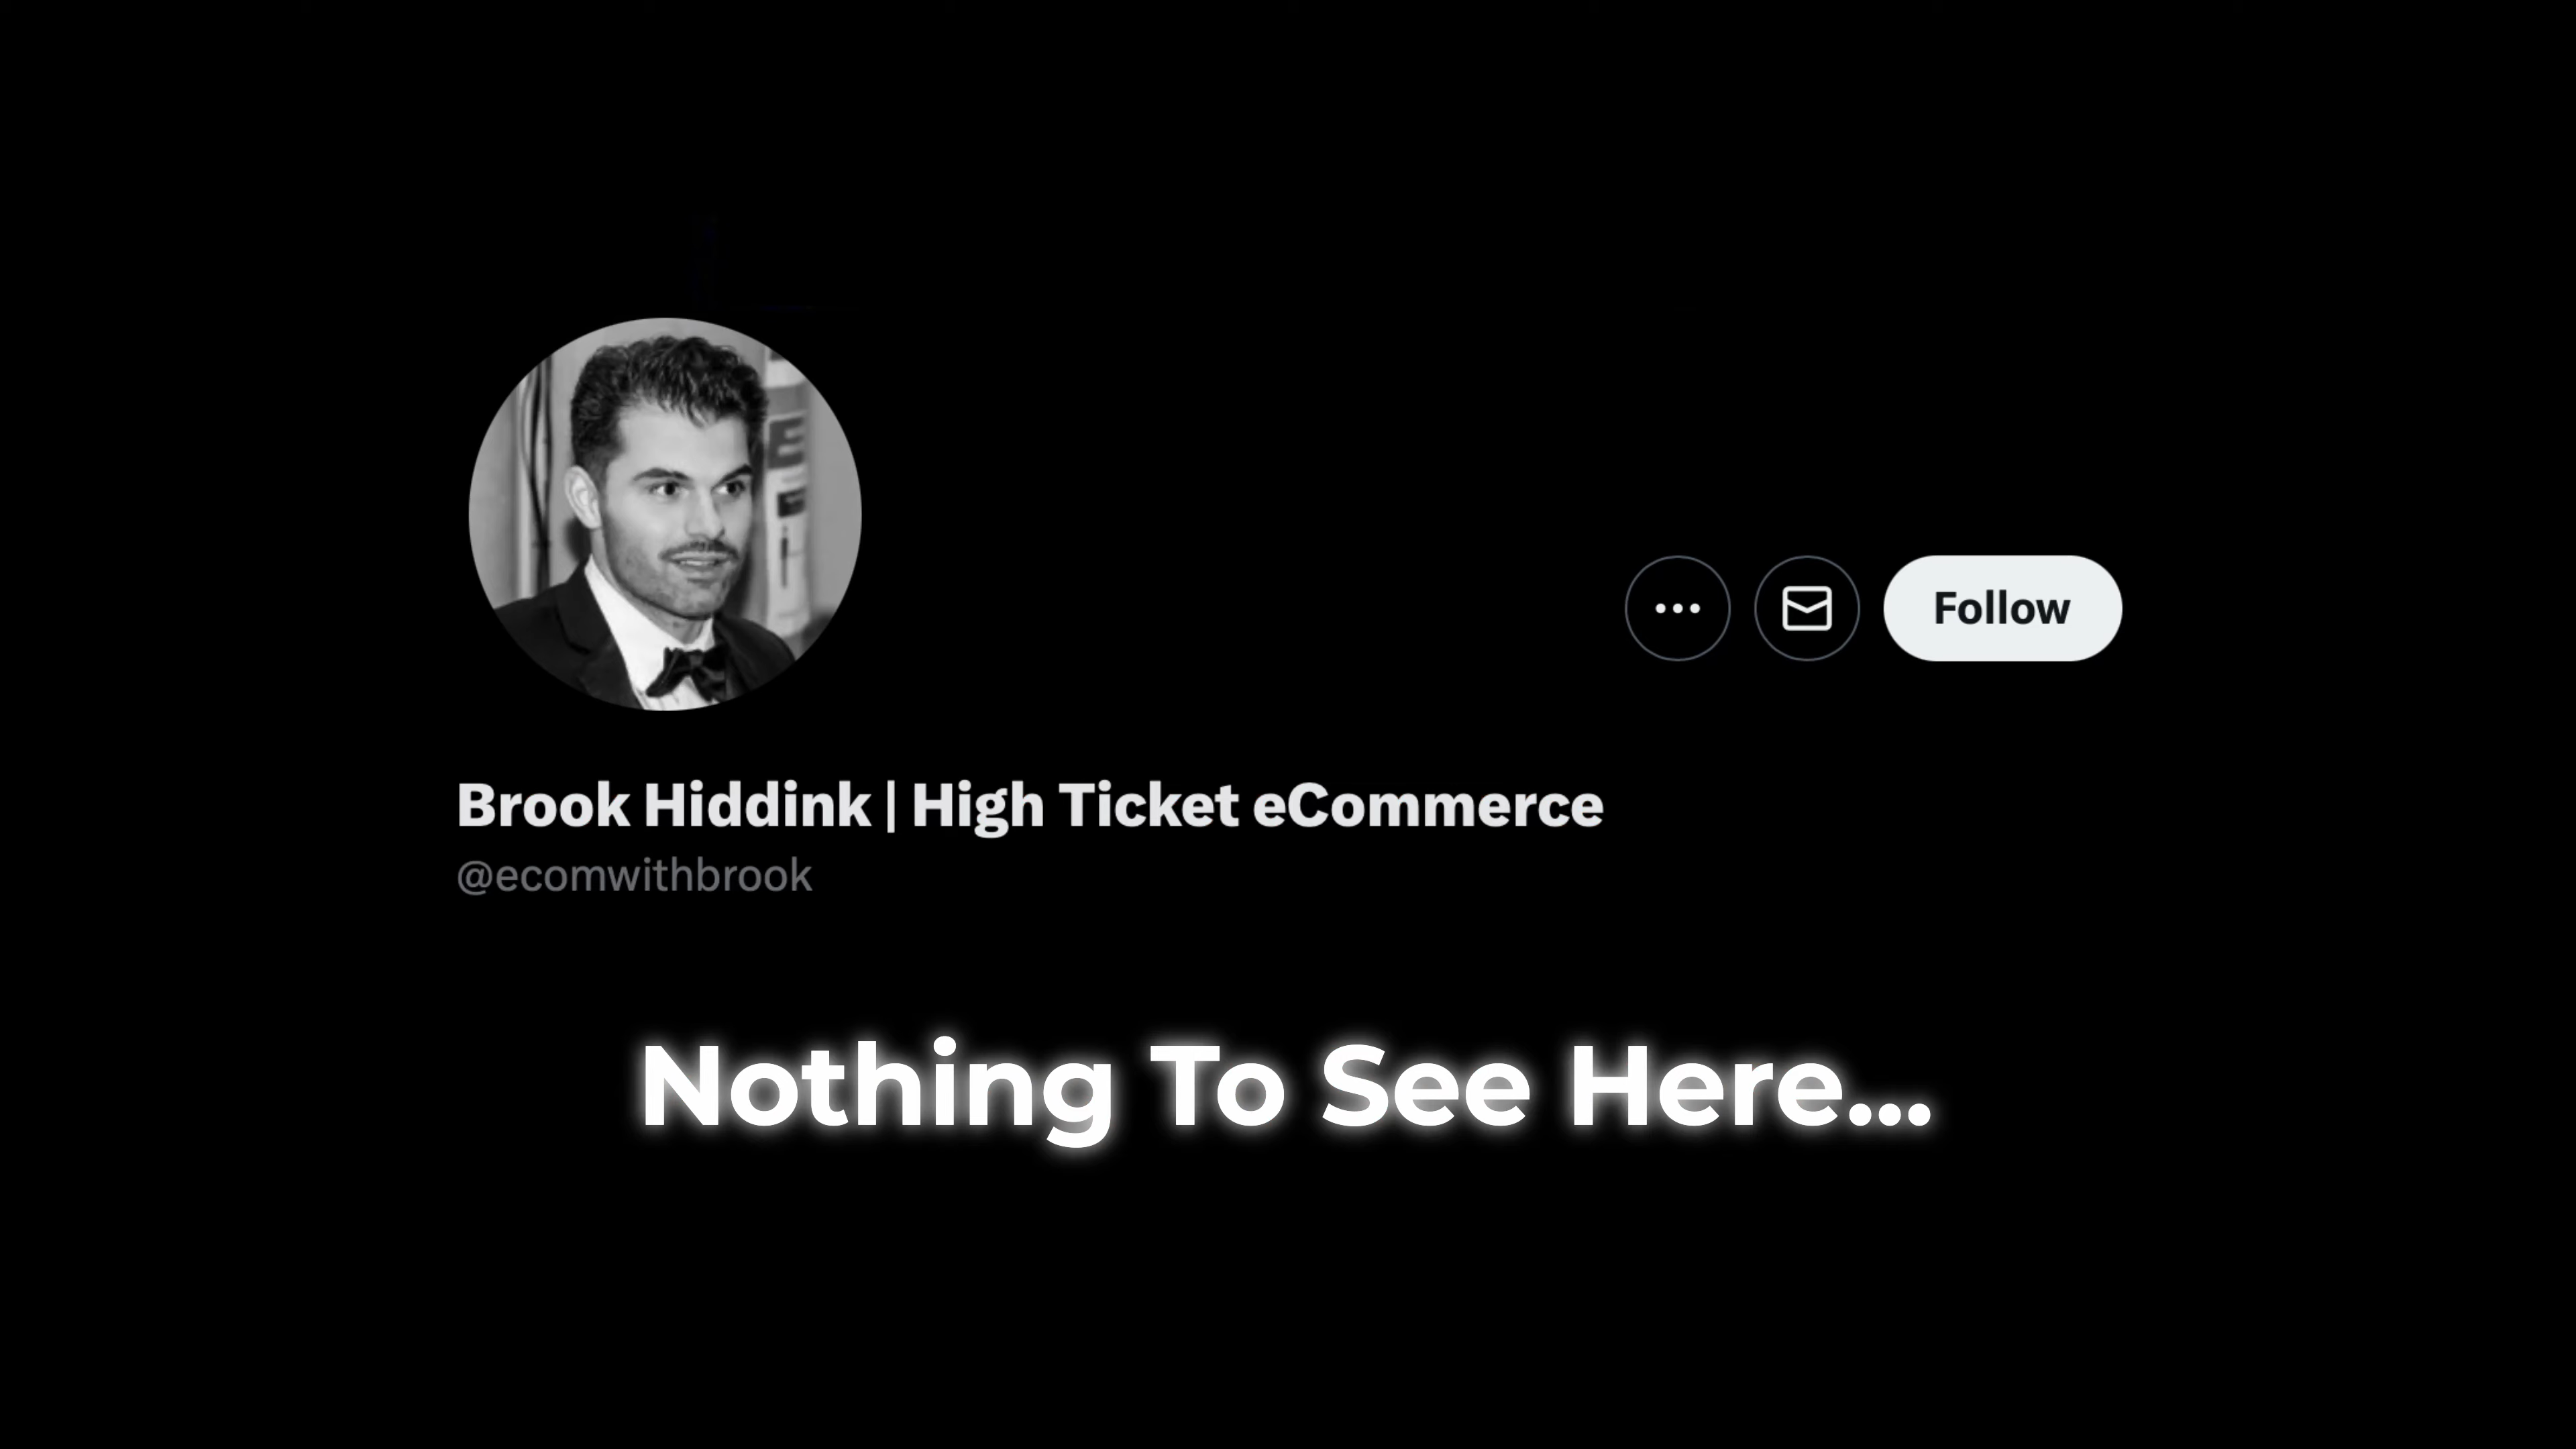 Follow
Brook Hiddink | High Ticket eCommerce
@ecomwithbrook
Nothing To See Here...